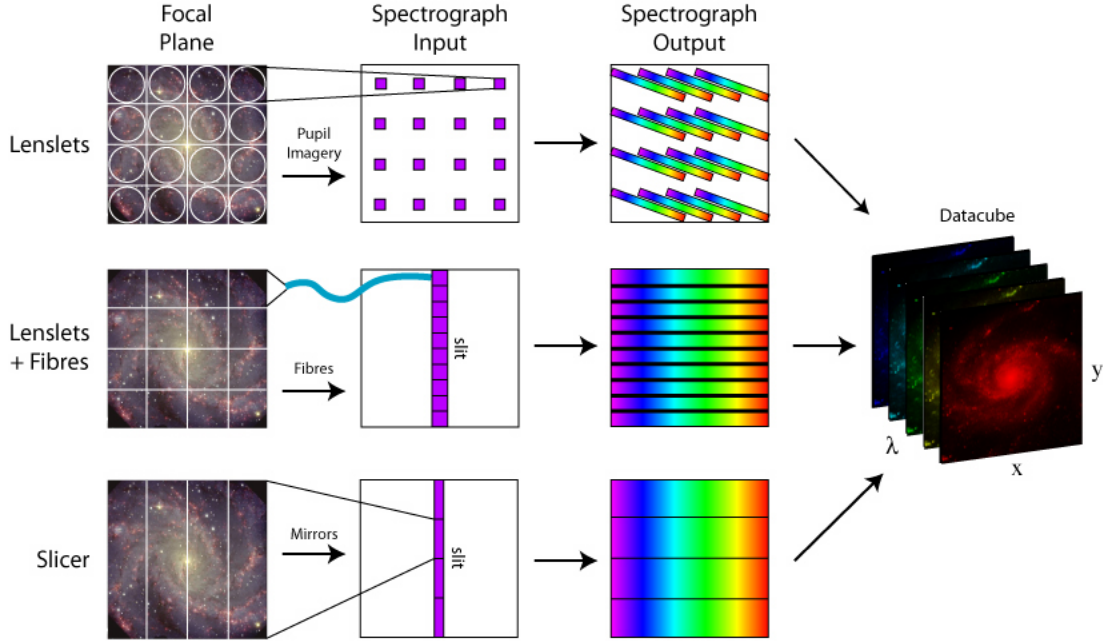 Focal
Plane
Spectrograph
Input
Spectrograph
Output
Lenslets
Pupil
Imagery
Datacube
Lenslets
+ Fibres
Fibres
slit
y
λ
x
Slicer
Mirrors
slit